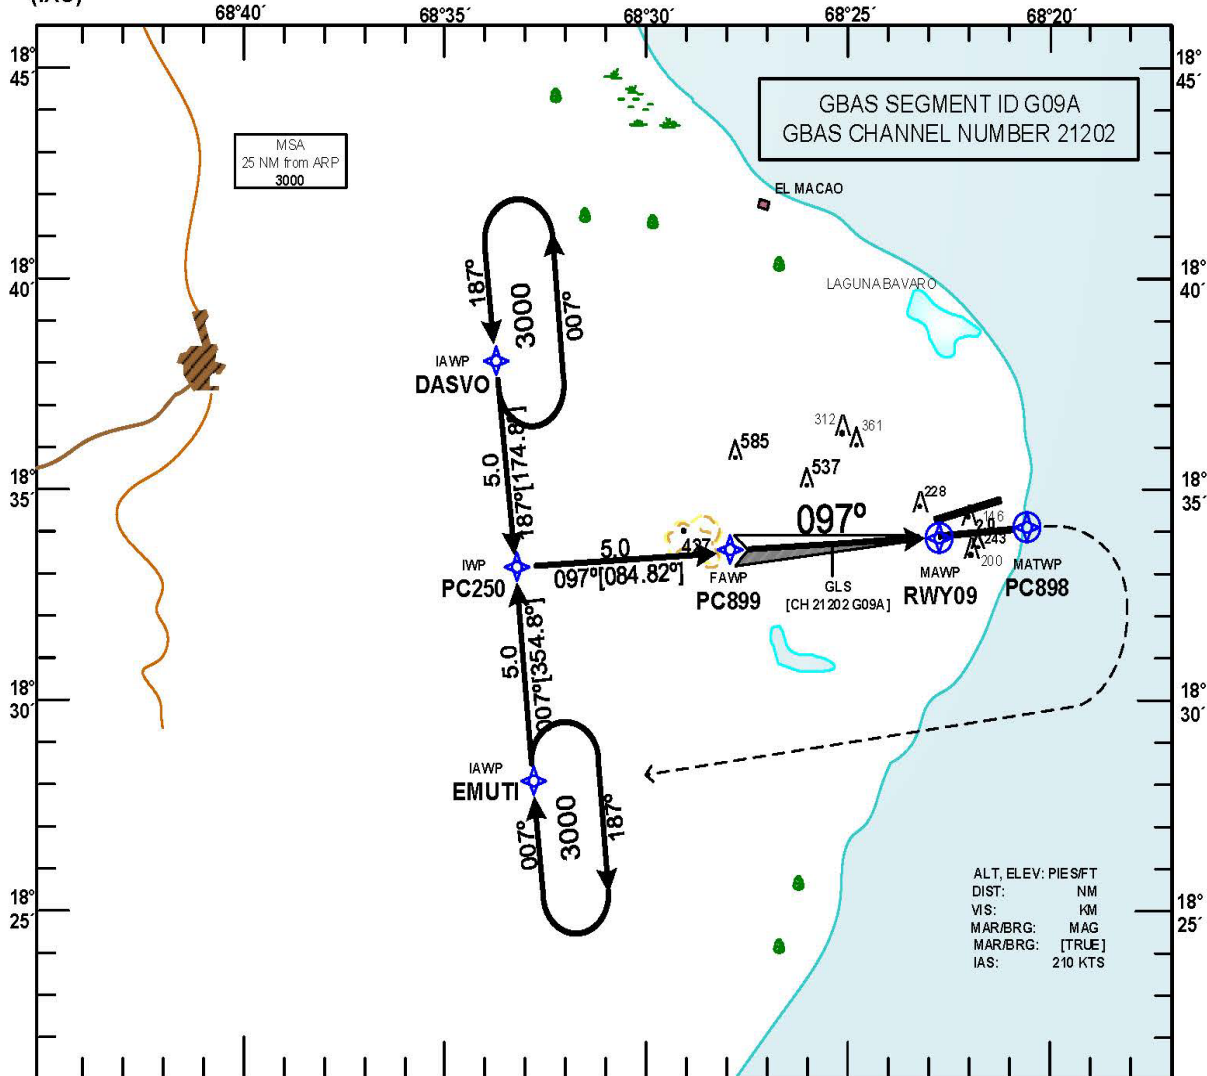 (IAC)
68°40´
68°35´
68°30´
68°25´
68°20´
18°
45´
18°
45´
GBAS SEGMENT ID G09A
GBAS CHANNEL NUMBER 21202
MSA
25 NM from ARP
3000
EL MACAO
18°
40´
18°
40´
187°
3000
007°
LAGUNA BAVARO
IAWP
DASVO
312
361
585
537
5.0
187°[174.8°]
18°
35´
18°
35´
228
146
097°
2.0
243
200
427
5.0
097°[084.82°]
IWP
PC250
FAWP
PC899
GLS
[CH 21202 G09A]
MAWP
RWY09
MATWP
PC898
5.0
007°[354.8°]
18°
30´
18°
30´
IAWP
EMUTI
007°
3000
187°
18°
25´
18°
25´
ALT, ELEV: PIES/FT
DIST: NM
VIS: KM
MAR/BRG: MAG
MAR/BRG: [TRUE]
IAS: 210 KTS